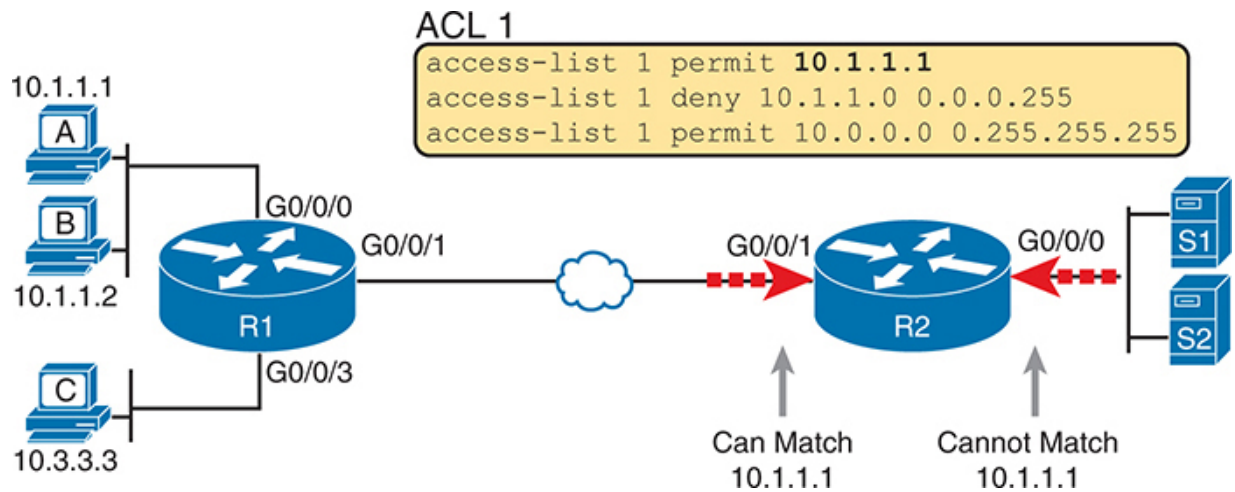 ACL 1
access-list 1 permit 10.1.1.1
access-list 1 deny 10.1.1.0 0.0.0.255
access-list 1 permit 10.0.0.0 0.255.255.255
10.1.1.1
A
B
10.1.1.2
G0/0/0
G0/0/1
R1
G0/0/3
C
10.3.3.3
G0/0/1
G0/0/0
R2
S1
S2
Can Match
10.1.1.1
Cannot Match
10.1.1.1